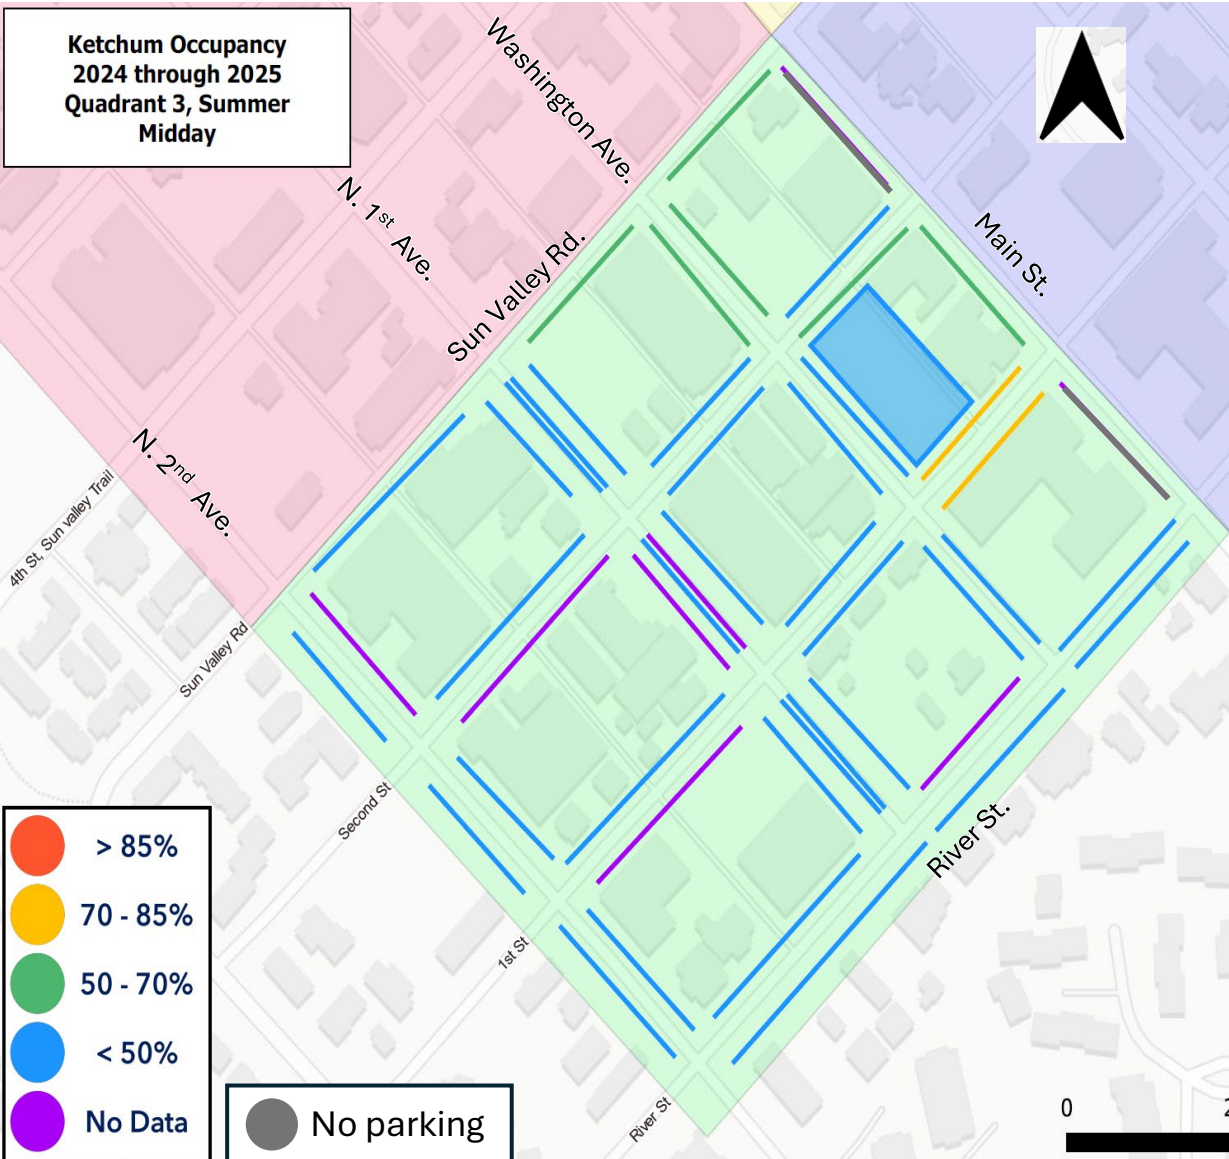 Ketchum Occupancy
2024 through 2025
Quadrant 3, Summer
Midday
Washington Ave.
N. 1st Ave.
Sun Valley Rd.
Main St.
N. 2nd Ave.
4th St, Sun valley Trail
Sun Valley Rd
Second St
1st St
River St.
River St
> 85%
70 - 85%
50 - 70%
< 50%
No Data
No parking
0
2